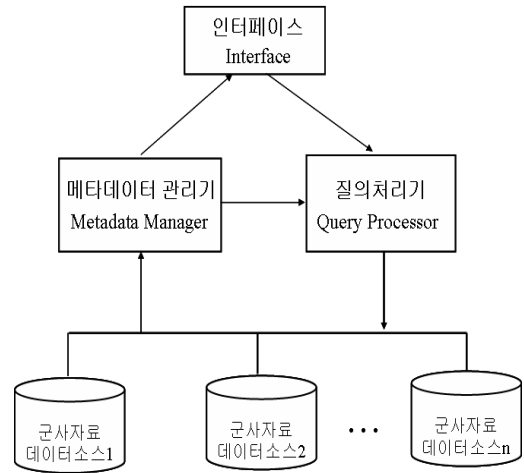 인터페이스
Interface
메타데이터 관리기
Metadata Manager
질의처리기
Query Processor
군사자료
데이터소스1
군사자료
데이터소스2
...
군사자료
데이터소스n